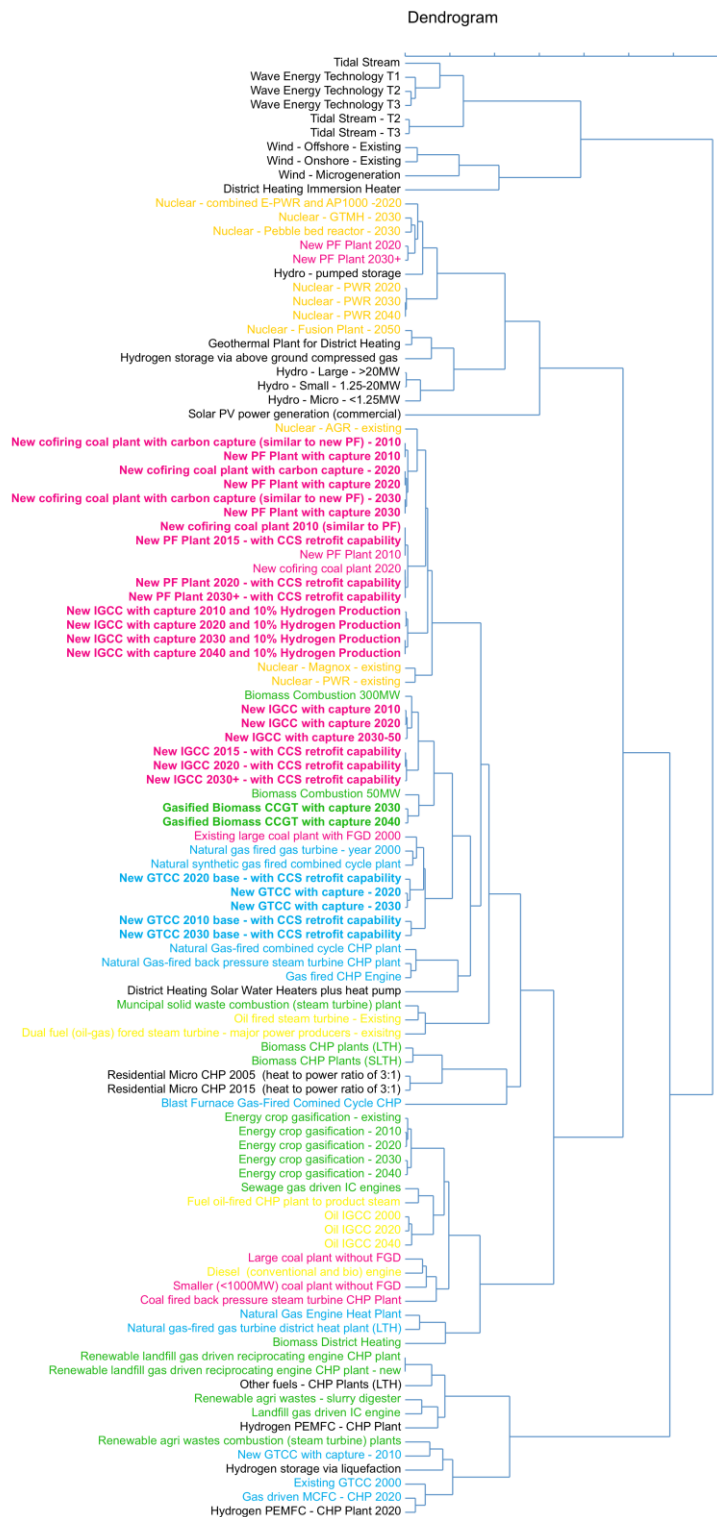 Dendrogram
Tidal Stream
Wave Energy Technology T1
Wave Energy Technology T2
Wave Energy Technology T3
Tidal Stream - T2
Tidal Stream - T3
Wind - Offshore - Existing
Wind - Onshore - Existing
Wind - Microgeneration
District Heating Immersion Heater
Nuclear - combined E-PWR and AP1000 -2020
Nuclear - GTMH - 2030
Nuclear - Pebble bed reactor - 2030
New PF Plant 2020
New PF Plant 2030+
Hydro - pumped storage
Nuclear - PWR 2020
Nuclear - PWR 2030
Nuclear - PWR 2040
Nuclear - Fusion Plant - 2050
Geothermal Plant for District Heating
Hydrogen storage via above ground compressed gas
Hydro - Large - >20MW
Hydro - Small - 1.25-20MW
Hydro - Micro - <1.25MW
Solar PV power generation (commercial)
Nuclear - AGR - existing
New cofiring coal plant with carbon capture (similar to new PF) - 2010
New PF Plant with capture 2010
New cofiring coal plant with carbon capture - 2020
New PF Plant with capture 2020
New cofiring coal plant with carbon capture (similar to new PF) - 2030
New PF Plant with capture 2030
New cofiring coal plant 2010 (similar to PF)
New PF Plant 2015 - with CCS retrofit capability
New PF Plant 2010
New cofiring coal plant 2020
New PF Plant 2020 - with CCS retrofit capability
New PF Plant 2030+ - with CCS retrofit capability
New IGCC with capture 2010 and 10% Hydrogen Production
New IGCC with capture 2020 and 10% Hydrogen Production
New IGCC with capture 2030 and 10% Hydrogen Production
New IGCC with capture 2040 and 10% Hydrogen Production
Nuclear - Magnox - existing
Nuclear - PWR - existing
Biomass Combustion 300MW
New IGCC with capture 2010
New IGCC with capture 2020
New IGCC with capture 2030-50
New IGCC 2015 - with CCS retrofit capability
New IGCC 2020 - with CCS retrofit capability
New IGCC 2030+ - with CCS retrofit capability
Biomass Combustion 50MW
Gasified Biomass CCGT with capture 2030
Gasified Biomass CCGT with capture 2040
Existing large coal plant with FGD 2000
Natural gas fired gas turbine - year 2000
Natural synthetic gas fired combined cycle plant
New GTCC 2020 base - with CCS retrofit capability
New GTCC with capture - 2020
New GTCC with capture - 2030
New GTCC 2010 base - with CCS retrofit capability
New GTCC 2030 base - with CCS retrofit capability
Natural Gas-fired combined cycle CHP plant
Natural Gas-fired back pressure steam turbine CHP plant
Gas fired CHP Engine
District Heating Solar Water Heaters plus heat pump
Muncipal solid waste combustion (steam turbine) plant
Oil fired steam turbine - Existing
Dual fuel (oil-gas) fored steam turbine - major power producers - exisitng
Biomass CHP plants (LTH)
Biomass CHP Plants (SLTH)
Residential Micro CHP 2005 (heat to power ratio of 3:1)
Residential Micro CHP 2015 (heat to power ratio of 3:1)
Blast Furnace Gas-Fired Comined Cycle CHP
Energy crop gasification - existing
Energy crop gasification - 2010
Energy crop gasification - 2020
Energy crop gasification - 2030
Energy crop gasification - 2040
Sewage gas driven IC engines
Fuel oil-fired CHP plant to product steam
Oil IGCC 2000
Oil IGCC 2020
Oil IGCC 2040
Large coal plant without FGD
Diesel (conventional and bio) engine
Smaller (<1000MW) coal plant without FGD
Coal fired back pressure steam turbine CHP Plant
Natural Gas Engine Heat Plant
Natural gas-fired gas turbine district heat plant (LTH)
Biomass District Heating
Renewable landfill gas driven reciprocating engine CHP plant
Renewable landfill gas driven reciprocating engine CHP plant - new
Other fuels - CHP Plants (LTH)
Renewable agri wastes - slurry digester
Landfill gas driven IC engine
Hydrogen PEMFC - CHP Plant
Renewable agri wastes combustion (steam turbine) plants
New GTCC with capture - 2010
Hydrogen storage via liquefaction
Existing GTCC 2000
Gas driven MCFC - CHP 2020
Hydrogen PEMFC - CHP Plant 2020